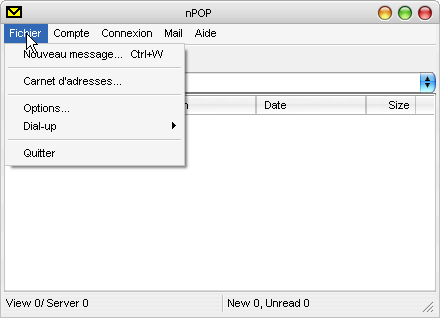 nPOP
Fichier Compte Connexion Mail Aide
Nouveau message... Ctrl+W
Carnet d'adresses...
Date Size
Options...
Dial-up
Quitter
View 0/ Server 0 New 0, Unread 0